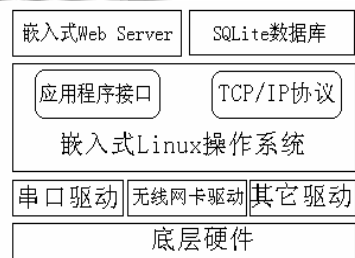 嵌入式Web Server SQLite数据库
应用程序接口 TCP/IP协议
嵌入式Linux操作系统
串口驱动 无线网卡驱动 其它驱动
底层硬件